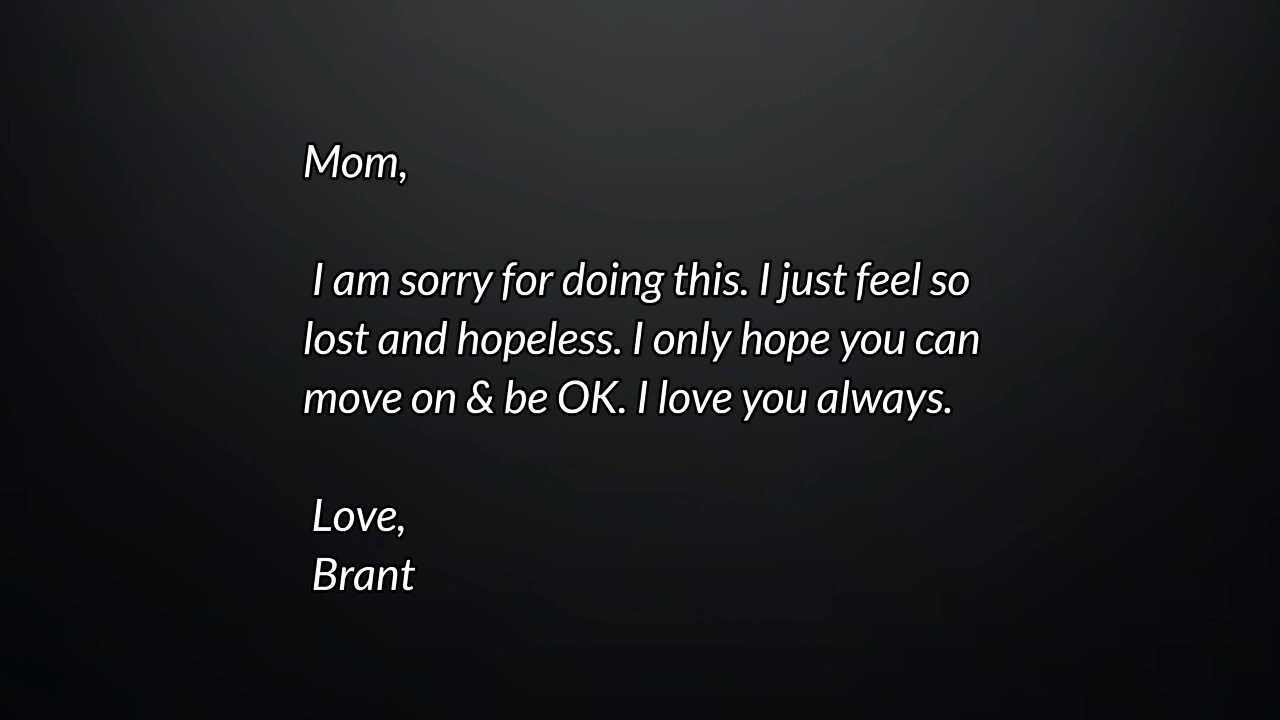 Mom,
I am sorry for doing this. I just feel so
lost and hopeless. I only hope you can
move on & be OK. I love you always.
Love,
Brant